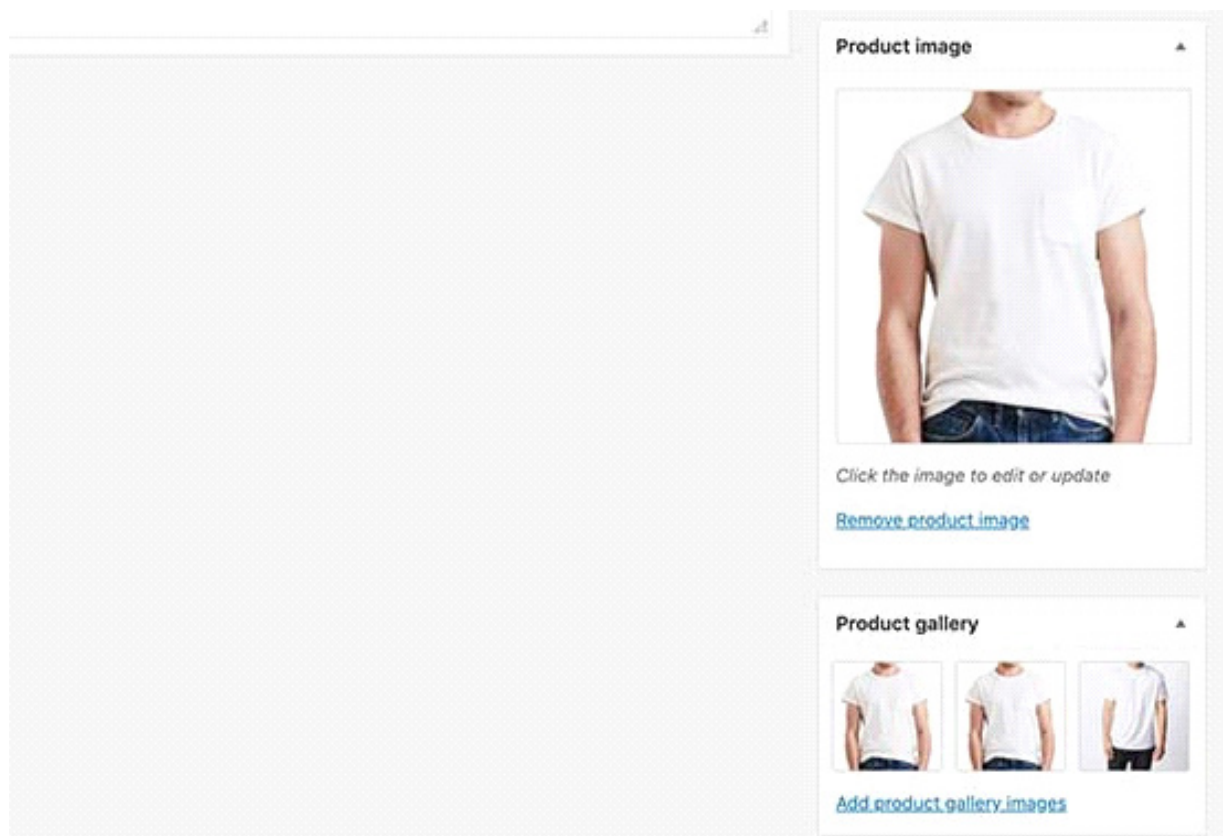 Product image
Click the image to edit or update
Remove product image
Product gallery
Add product gallery images